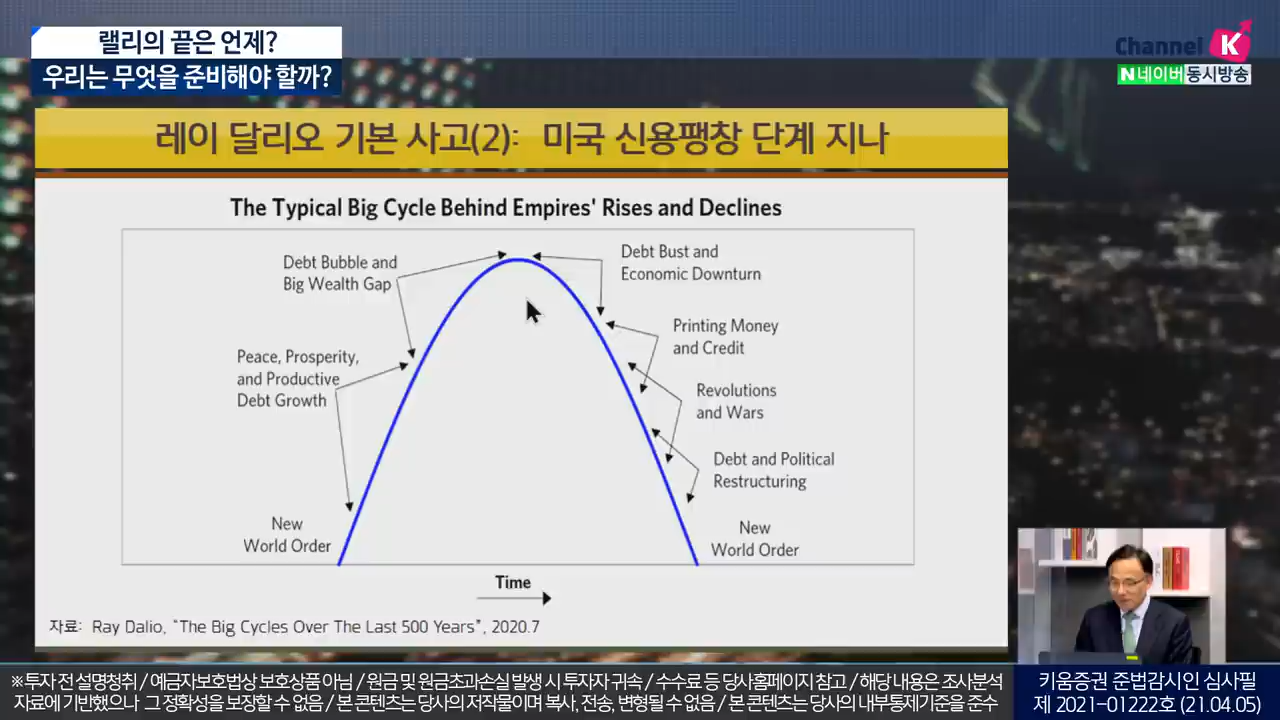 랠리의 끝은 언제?
우리는 무엇을 준비해야 할까?
Channel K
N 네이버 동시방송
레이 달리오 기본 사고(2): 미국 신용팽창 단계 지나
The Typical Big Cycle Behind Empires' Rises and Declines
Debt Bubble and
Big Wealth Gap
Debt Bust and
Economic Downturn
Peace, Prosperity,
and Productive
Debt Growth
Printing Money
and Credit
Revolutions
and Wars
Debt and Political
Restructuring
New
World Order
New
World Order
Time
자료: Ray Dalio, "The Big Cycles Over The Last 500 Years", 2020.7
※투자 전 설명청취 / 예금자보호법상 보호상품 아님 / 원금 및 원금초과손실 발생 시 투자자 귀속 / 수수료 등 당사홈페이지 참고 / 해당 내용은 조사분석
자료에 기반했으나 그 정확성을 보장할 수 없음 / 본 콘텐츠는 당사의 저작물이며 복사, 전송, 변형될 수 없음 / 본 콘텐츠는 당사의 내부통제기준을 준수
키움증권 준법감시인 심사필
제 2021-01222호 (21.04.05)